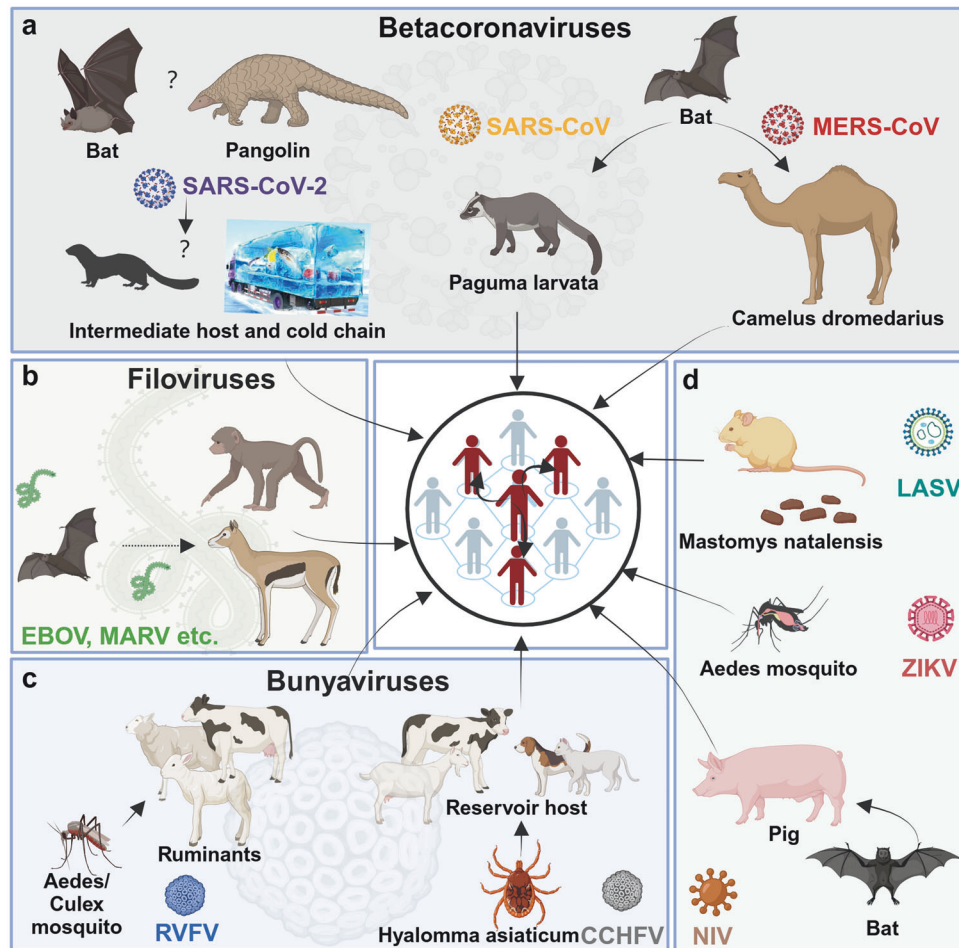 a
Betacoronaviruses
?
Bat
Pangolin
SARS-CoV-2
?
Intermediate host and cold chain
SARS-CoV
Bat
MERS-CoV
Paguma larvata
Camelus dromedarius
b
Filoviruses
EBOV, MARV etc.
c
Bunyaviruses
Ruminants
Aedes/
Culex
mosquito
RVFV
Reservoir host
Hyalomma asiaticum
CCHFV
d
LASV
Mastomys natalensis
Aedes mosquito
ZIKV
Pig
NIV
Bat